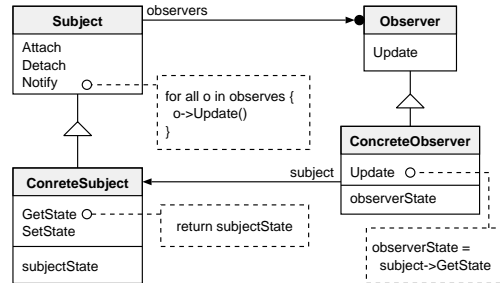 Subject
observers
Observer
Attach
Detach
Notify
Update
for all o in observes {
o->Update()
}
ConcreteObserver
ConreteSubject
subject
Update
observerState
GetState
SetState
return subjectState
subjectState
observerState =
subject->GetState